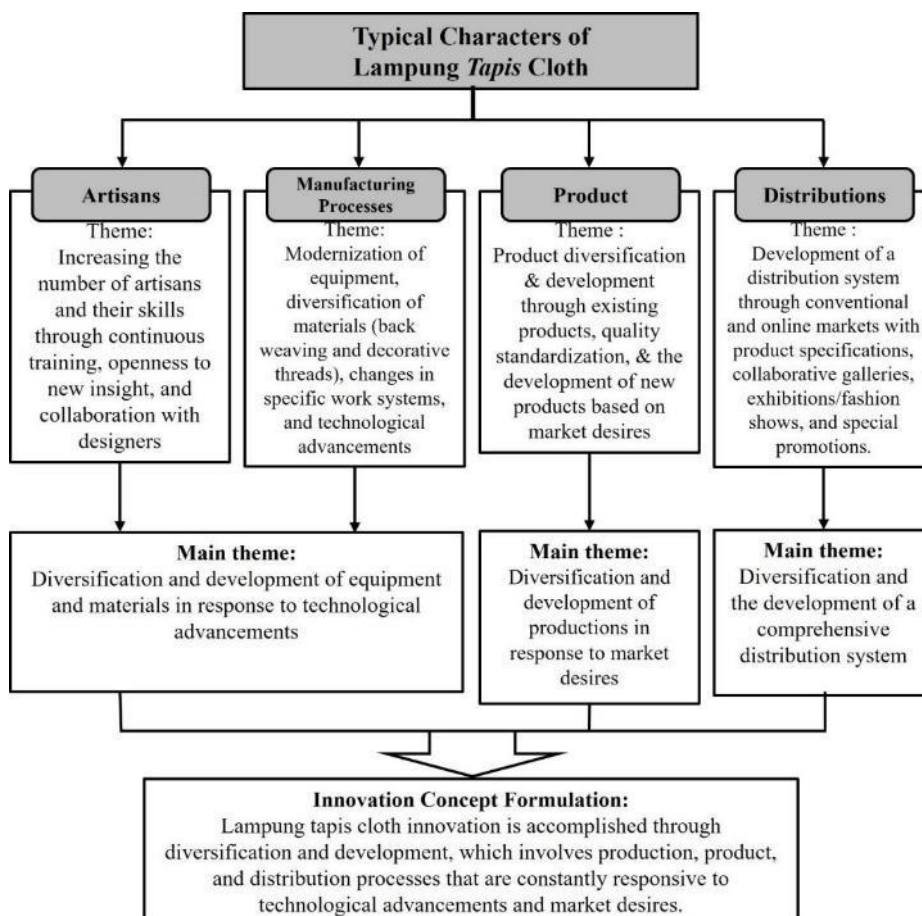 Typical Characters of
Lampung Tapis Cloth
Artisans
Theme:
Increasing the
number of artisans
and their skills
through continuous
training, openness to
new insight, and
collaboration with
designers
Manufacturing
Processes
Theme:
Modernization of
equipment,
diversification of
materials (back
weaving and decorative
threads), changes in
specific work systems,
and technological
advancements
Product
Theme :
Product diversification
& development
through existing
products, quality
standardization, & the
development of new
products based on
market desires
Distributions
Theme :
Development of a
distribution system
through conventional
and online markets with
product specifications,
collaborative galleries,
exhibitions/fashion
shows, and special
promotions.
Main theme:
Diversification and development of equipment
and materials in response to technological
advancements
Main theme:
Diversification and
development of
productions in
response to market
desires
Main theme:
Diversification and
the development of a
comprehensive
distribution system
Innovation Concept Formulation:
Lampung tapis cloth innovation is accomplished through
diversification and development, which involves production, product,
and distribution processes that are constantly responsive to
technological advancements and market desires.